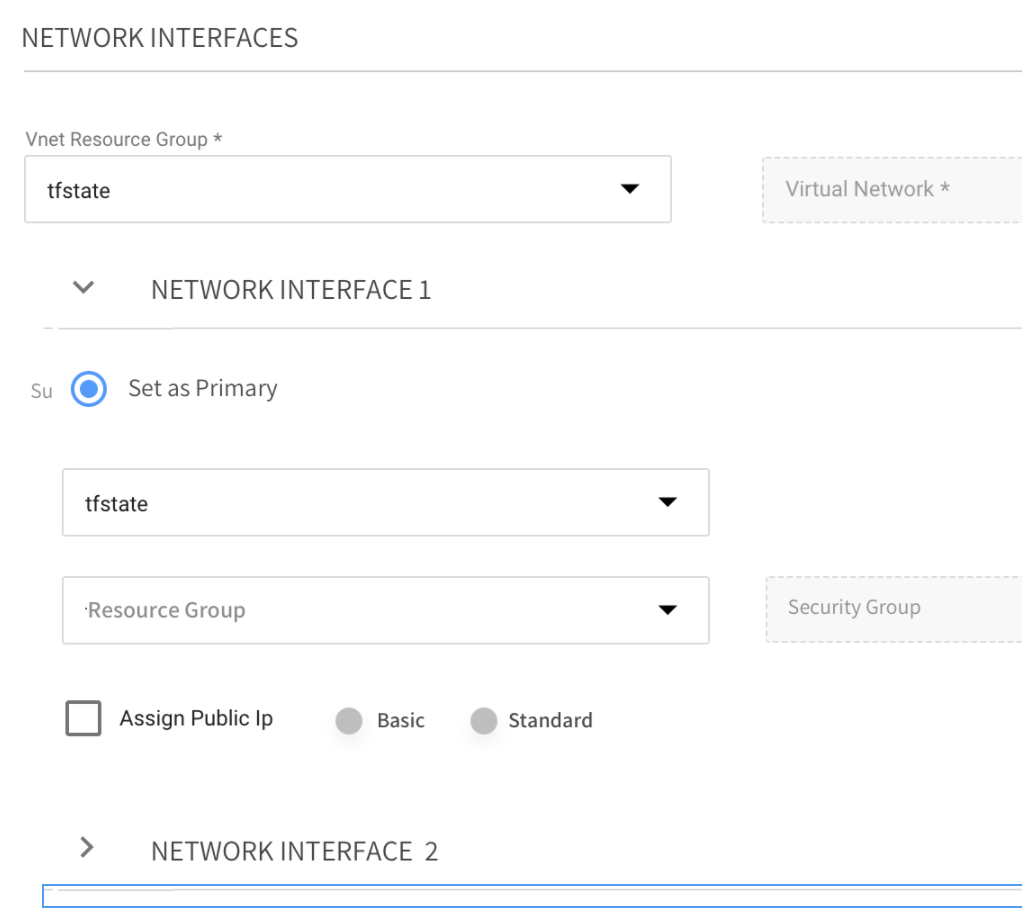 NETWORK INTERFACES
Vnet Resource Group *
tfstate
Virtual Network *
NETWORK INTERFACE 1
Su
Set as Primary
tfstate
Resource Group
Security Group
Assign Public Ip
Basic
Standard
NETWORK INTERFACE 2